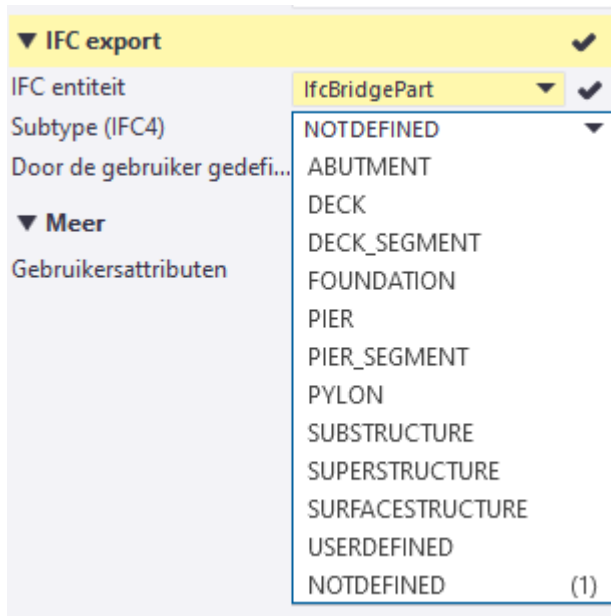 IFC export
IFC entiteit IfcBridgePart
Subtype (IFC4) NOTDEFINED
Door de gebruiker gedefi... ABUTMENT
DECK
Meer
DECK_SEGMENT
Gebruikersattributen FOUNDATION
PIER
PIER_SEGMENT
PYLON
SUBSTRUCTURE
SUPERSTRUCTURE
SURFACESTRUCTURE
USERDEFINED
NOTDEFINED (1)